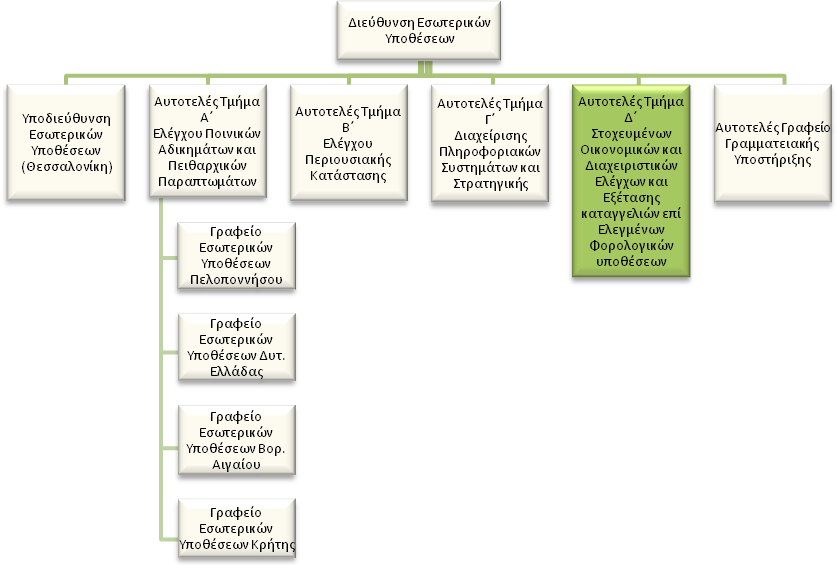 Διεύθυνση Εσωτερικών
Υποθέσεων
Υποδιεύθυνση
Εσωτερικών
Υποθέσεων
(Θεσσαλονίκη)
Αυτοτελές Τμήμα
Α΄
Ελέγχου Ποινικών
Αδικημάτων και
Πειθαρχικών
Παραπτωμάτων
Αυτοτελές Τμήμα
Β΄
Ελέγχου
Περιουσιακής
Κατάστασης
Αυτοτελές Τμήμα
Γ΄
Διαχείρισης
Πληροφοριακών
Συστημάτων και
Στρατηγικής
Αυτοτελές Τμήμα
Δ΄
Στοχευμένων
Οικονομικών και
Διαχειριστικών
Ελέγχων και
Εξέτασης
καταγγελιών επί
Ελεγμένων
Φορολογικών
υποθέσεων
Αυτοτελές Γραφείο
Γραμματειακής
Υποστήριξης
Γραφείο
Εσωτερικών
Υποθέσεων
Πελοποννήσου
Γραφείο
Εσωτερικών
Υποθέσεων Δυτ.
Ελλάδας
Γραφείο
Εσωτερικών
Υποθέσεων Βορ.
Αιγαίου
Γραφείο
Εσωτερικών
Υποθέσεων Κρήτης